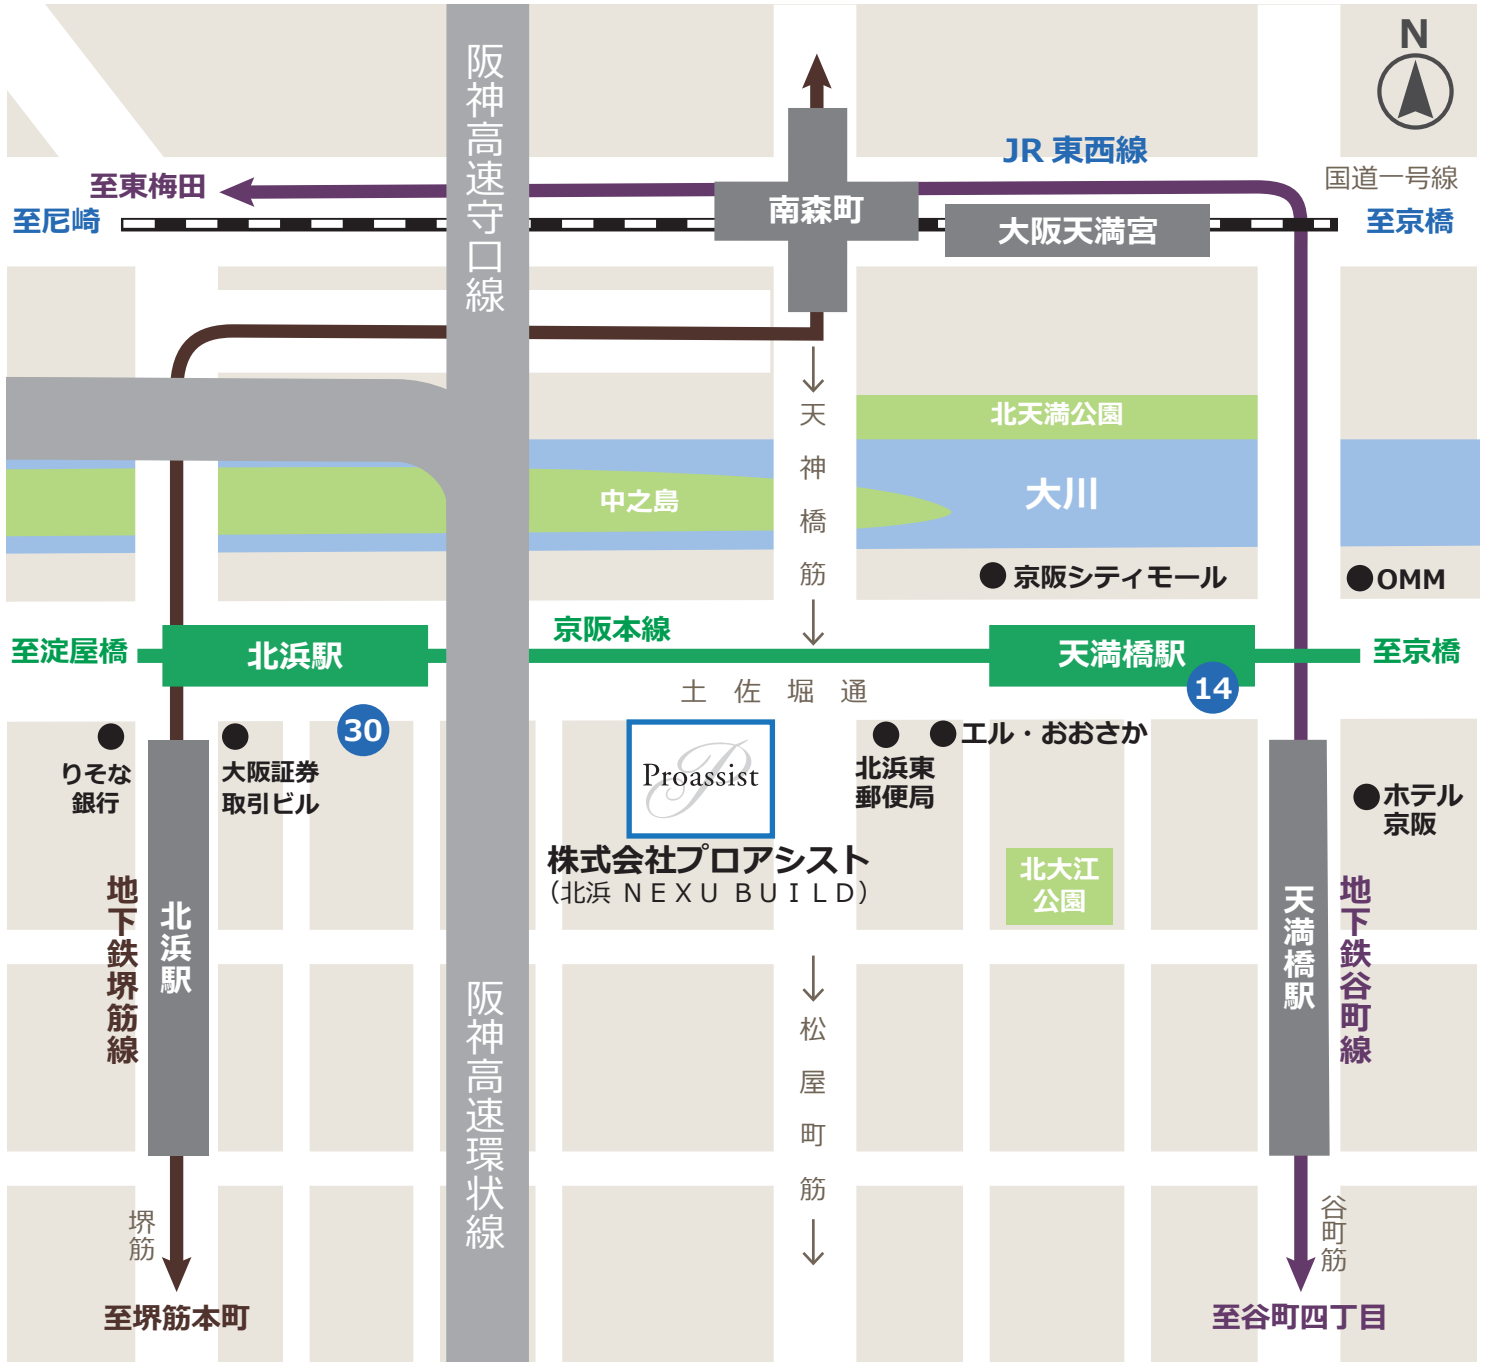 N
阪神高速守口線
JR 東西線
至東梅田
国道一号線
至尼崎
南森町
大阪天満宮
至京橋
天神橋筋
北天満公園
中之島
大川
京阪シティモール
OMM
至淀屋橋
北浜駅
京阪本線
天満橋駅
至京橋
14
土佐堀通
30
りそな
銀行
大阪証券
取引ビル
Proassist
株式会社プロアシスト
（北浜 ＮＥＸＵ ＢＵＩＬＤ）
北浜東
郵便局
エル・おおさか
ホテル
京阪
北大江
公園
地下鉄堺筋線
北浜駅
天満橋駅
地下鉄谷町線
阪神高速環状線
松屋町筋
堺筋
谷町筋
至堺筋本町
至谷町四丁目